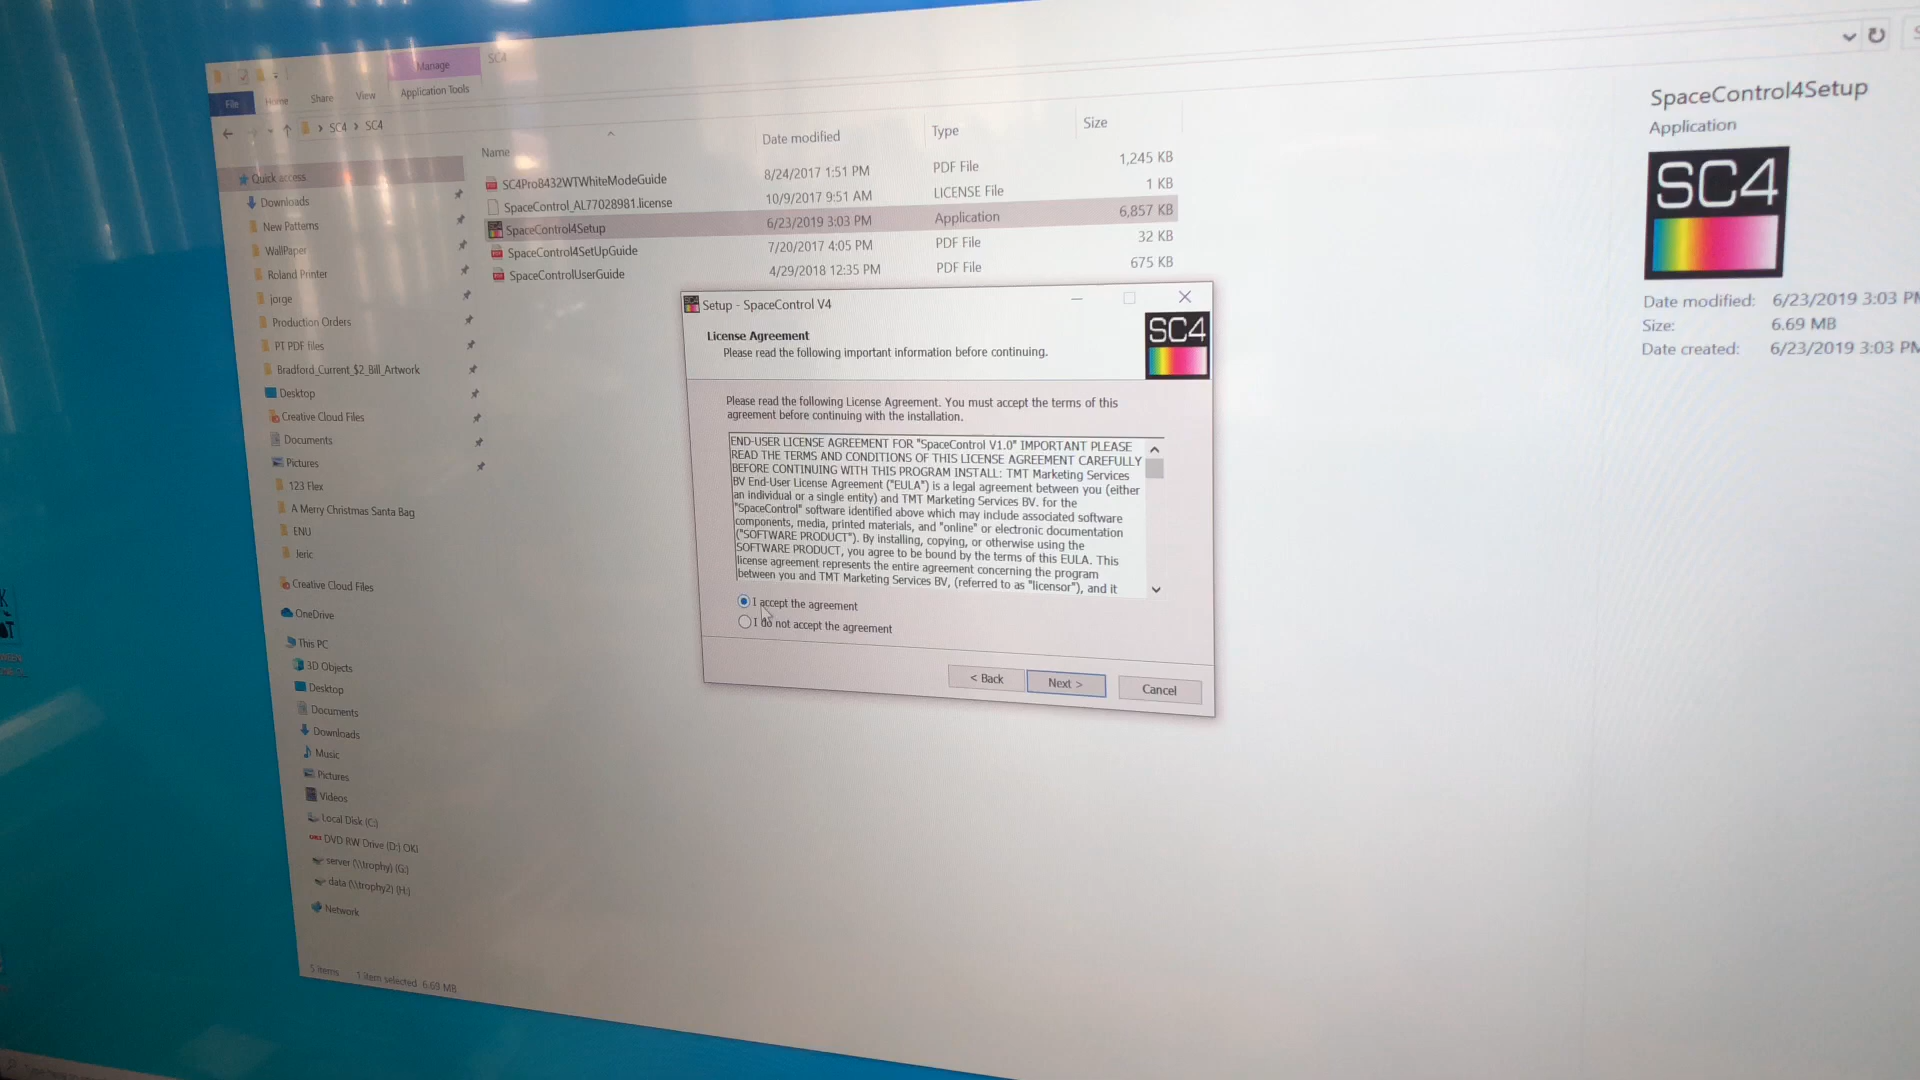 Manage
SC4
File
Home
Share
View
Application Tools
SC4 > SC4
Name
Date modified
Type
Size
SC4Pro8432WTWhiteModeGuide
8/24/2017 1:51 PM
PDF File
1,245 KB
SpaceControl_AL77028981.license
10/9/2017 9:51 AM
LICENSE File
1 KB
SpaceControl4Setup
6/23/2019 3:03 PM
Application
6,857 KB
SpaceControl4SetUpGuide
7/20/2017 4:05 PM
PDF File
32 KB
SpaceControlUserGuide
4/29/2018 12:35 PM
PDF File
675 KB
Quick access
Downloads
New Patterns
WallPaper
Roland Printer
jorge
Production Orders
PT PDF files
Bradford_Current_$2_Bill_Artwork
Desktop
Creative Cloud Files
Documents
Pictures
123 Flex
A Merry Christmas Santa Bag
ENU
Jeric
Creative Cloud Files
OneDrive
This PC
3D Objects
Desktop
Documents
Downloads
Music
Pictures
Videos
Local Disk (C:)
DVD RW Drive (D:) OKI
server (\\trophy) (G:)
data (\\trophy2) (H:)
Network
5 items
1 item selected 6.69 MB
Setup - SpaceControl V4
License Agreement
Please read the following important information before continuing.
SC4
Please read the following License Agreement. You must accept the terms of this
agreement before continuing with the installation.
END-USER LICENSE AGREEMENT FOR "SpaceControl V1.0" IMPORTANT PLEASE
READ THE TERMS AND CONDITIONS OF THIS LICENSE AGREEMENT CAREFULLY
BEFORE CONTINUING WITH THIS PROGRAM INSTALL: TMT Marketing Services
BV End-User License Agreement ("EULA") is a legal agreement between you (either
an individual or a single entity) and TMT Marketing Services BV. for the
"SpaceControl" software identified above which may include associated software
components, media, printed materials, and "online" or electronic documentation
("SOFTWARE PRODUCT"). By installing, copying, or otherwise using the
SOFTWARE PRODUCT, you agree to be bound by the terms of this EULA. This
license agreement represents the entire agreement concerning the program
between you and TMT Marketing Services BV, (referred to as "licensor"), and it
I accept the agreement
I do not accept the agreement
< Back
Next >
Cancel
SpaceControl4Setup
Application
SC4
Date modified: 6/23/2019 3:03 PM
Size: 6.69 MB
Date created: 6/23/2019 3:03 PM